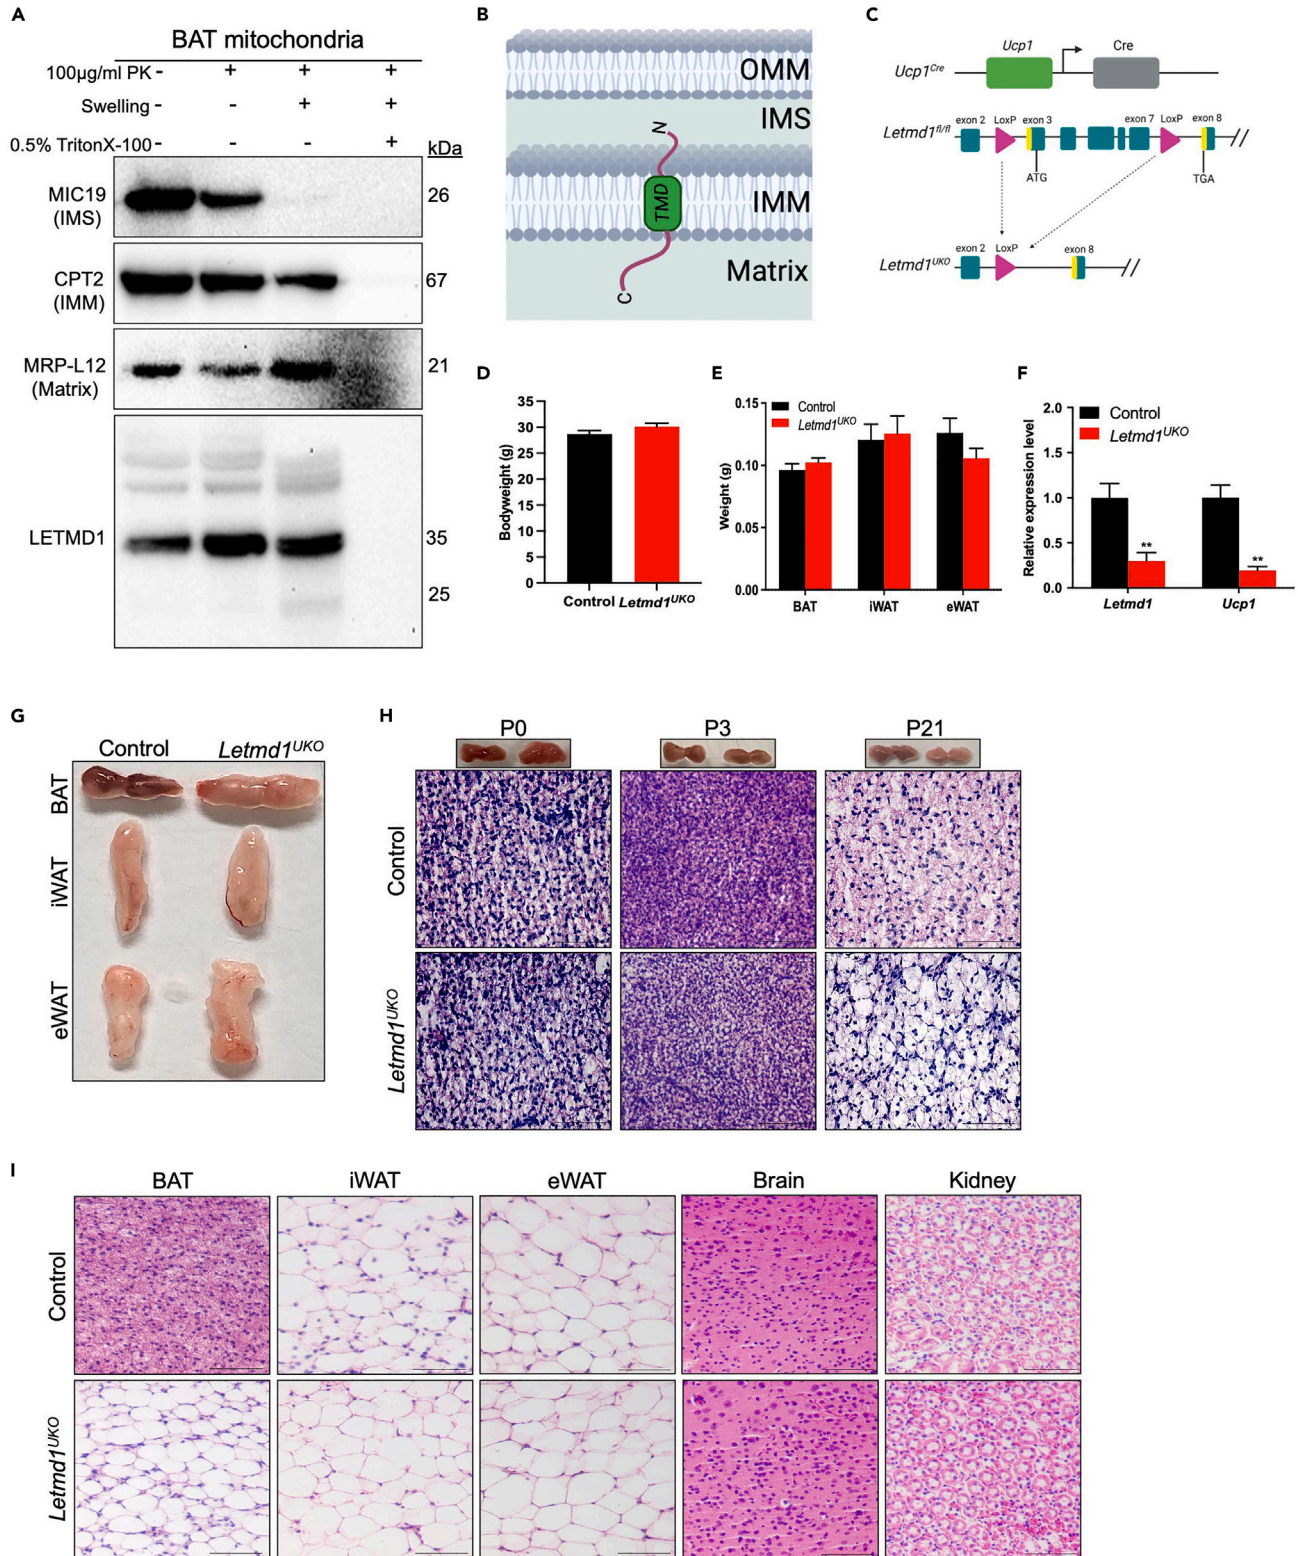 A
BAT mitochondria
100µg/ml PK - + + +
Swelling - - + +
0.5% TritonX-100 - - - +
kDa
MIC19
(IMS)
26
CPT2
(IMM)
67
MRP-L12
(Matrix)
21
LETMD1
35
25
B
OMM
IMS
N
TMD
IMM
Matrix
C
C
Ucp1
Cre
Ucp1Cre
exon 2 LoxP exon 3 exon 7 LoxP exon 8
Letmd1fl/fl
ATG
TGA
exon 2 LoxP exon 8
Letmd1UKO
D
Bodyweight (g)
35
30
25
20
15
10
5
0
Control Letmd1UKO
E
Weight (g)
0.15
0.10
0.05
0.00
Control
Letmd1UKO
BAT iWAT eWAT
F
Relative expression level
2.0
1.5
1.0
0.5
0.0
Control
Letmd1UKO
**
**
Letmd1 Ucp1
G
Control Letmd1UKO
BAT
iWAT
eWAT
H
P0 P3 P21
Control
Letmd1UKO
I
BAT iWAT eWAT Brain Kidney
Control
Letmd1UKO